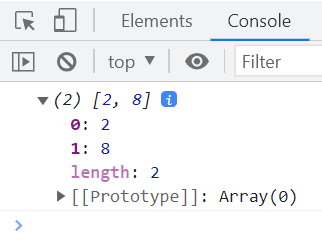 Elements Console
top Filter
(2) [2, 8] i
0: 2
1: 8
length: 2
[[Prototype]]: Array(0)